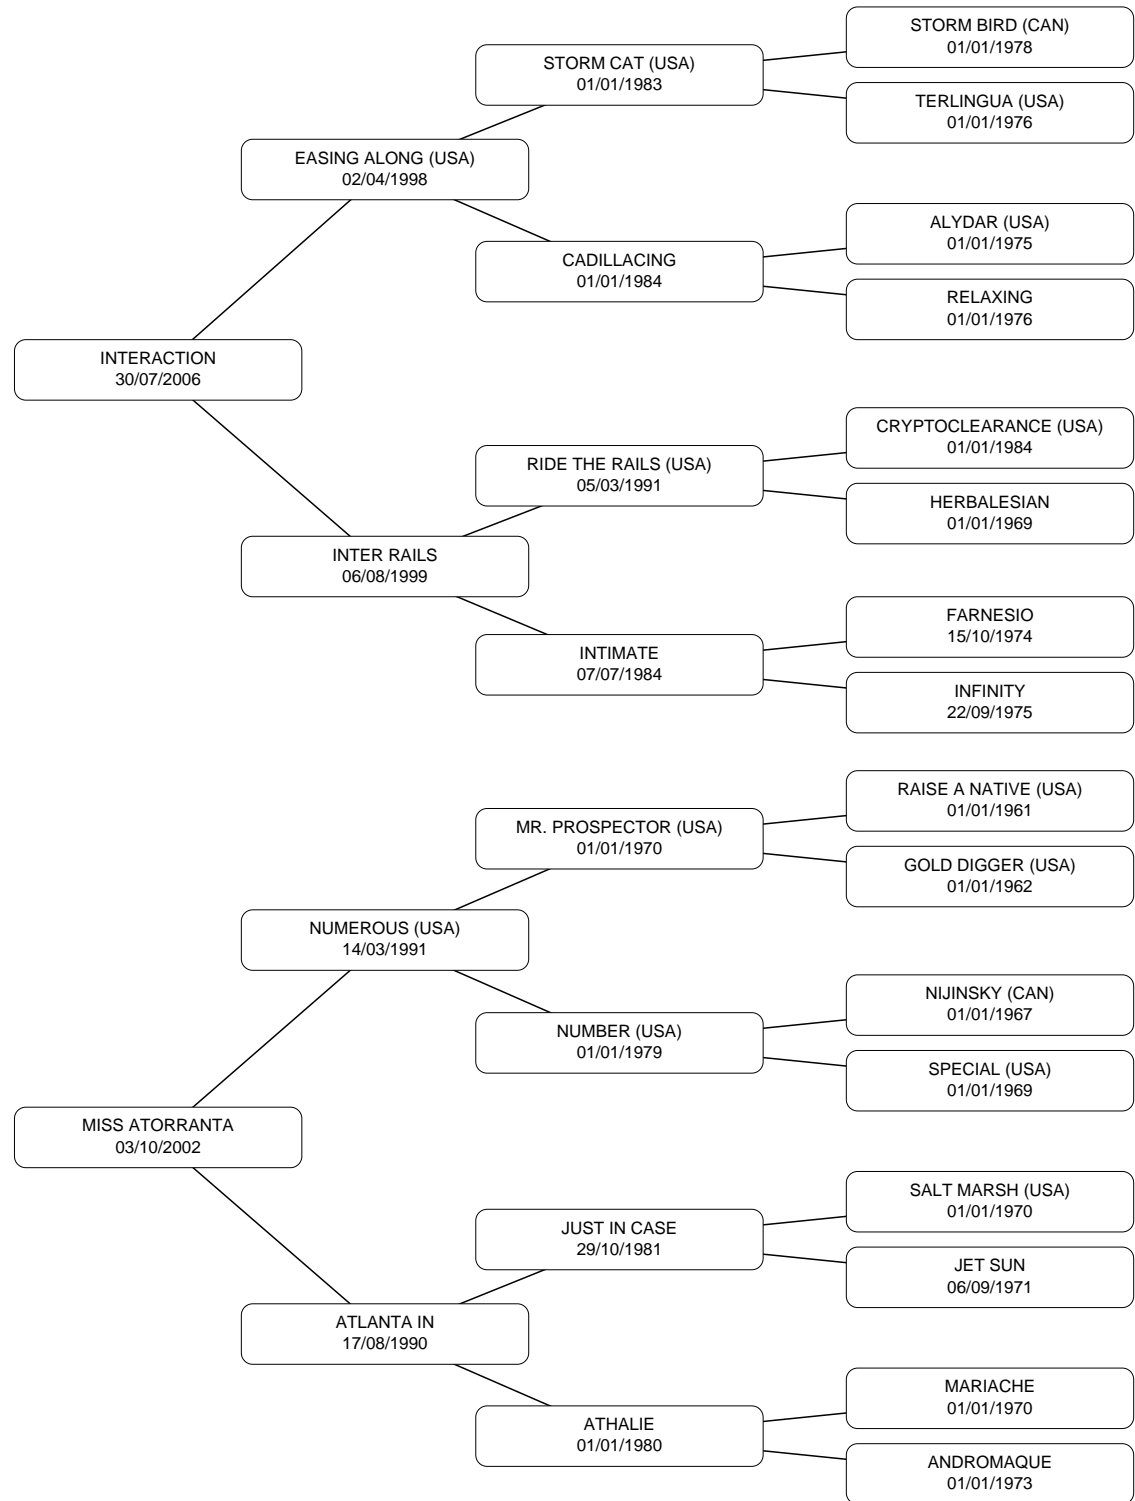 STORM BIRD (CAN)
01/01/1978
STORM CAT (USA)
01/01/1983
TERLINGUA (USA)
01/01/1976
EASING ALONG (USA)
02/04/1998
ALYDAR (USA)
01/01/1975
CADILLACING
01/01/1984
RELAXING
01/01/1976
INTERACTION
30/07/2006
CRYPTOCLEARANCE (USA)
01/01/1984
RIDE THE RAILS (USA)
05/03/1991
HERBALESIAN
01/01/1969
INTER RAILS
06/08/1999
FARNESIO
15/10/1974
INTIMATE
07/07/1984
INFINITY
22/09/1975
RAISE A NATIVE (USA)
01/01/1961
MR. PROSPECTOR (USA)
01/01/1970
GOLD DIGGER (USA)
01/01/1962
NUMEROUS (USA)
14/03/1991
NIJINSKY (CAN)
01/01/1967
NUMBER (USA)
01/01/1979
SPECIAL (USA)
01/01/1969
MISS ATORRANTA
03/10/2002
SALT MARSH (USA)
01/01/1970
JUST IN CASE
29/10/1981
JET SUN
06/09/1971
ATLANTA IN
17/08/1990
MARIACHE
01/01/1970
ATHALIE
01/01/1980
ANDROMAQUE
01/01/1973